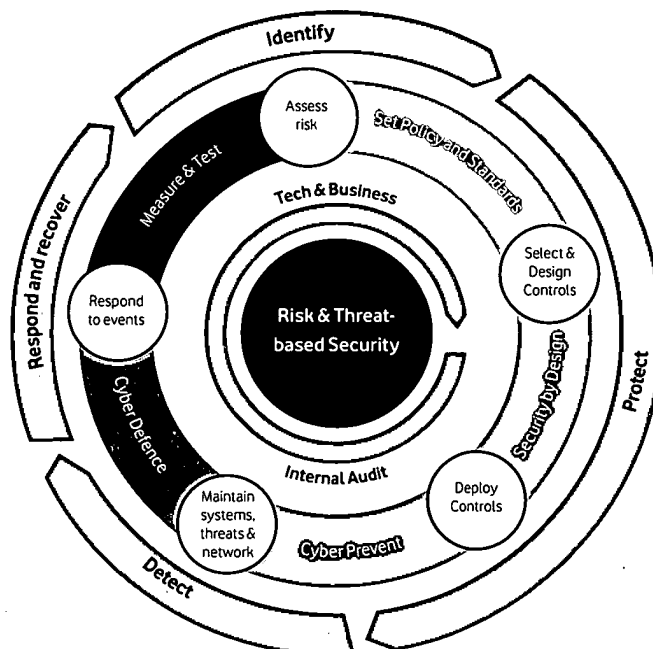 Identify
Assess
risk
Set Policy and Standards
Measure & Test
Tech & Business
Respond and recover
Select &
Design
Controls
Respond
to events
Risk & Threat-
based Security
Protect
Security by Design
Cyber Defence
Internal Audit
Maintain
systems,
threats &
network
Deploy
Controls
Cyber Prevent
Detect